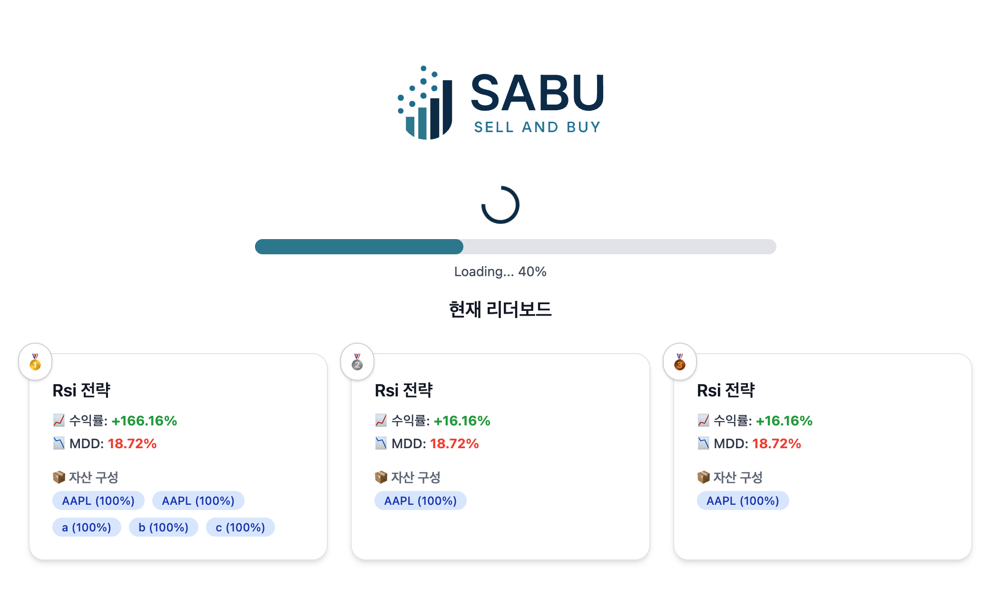 SABU
SELL AND BUY
Loading... 40%
현재 리더보드
1
Rsi 전략
수익률: +166.16%
MDD: 18.72%
자산 구성
AAPL (100%) AAPL (100%)
a (100%) b (100%) c (100%)
2
Rsi 전략
수익률: +16.16%
MDD: 18.72%
자산 구성
AAPL (100%)
3
Rsi 전략
수익률: +16.16%
MDD: 18.72%
자산 구성
AAPL (100%)